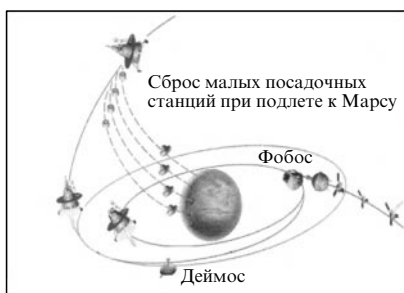 Сброс малых посадочных
станций при подлете к Марсу
Фобос
Деймос